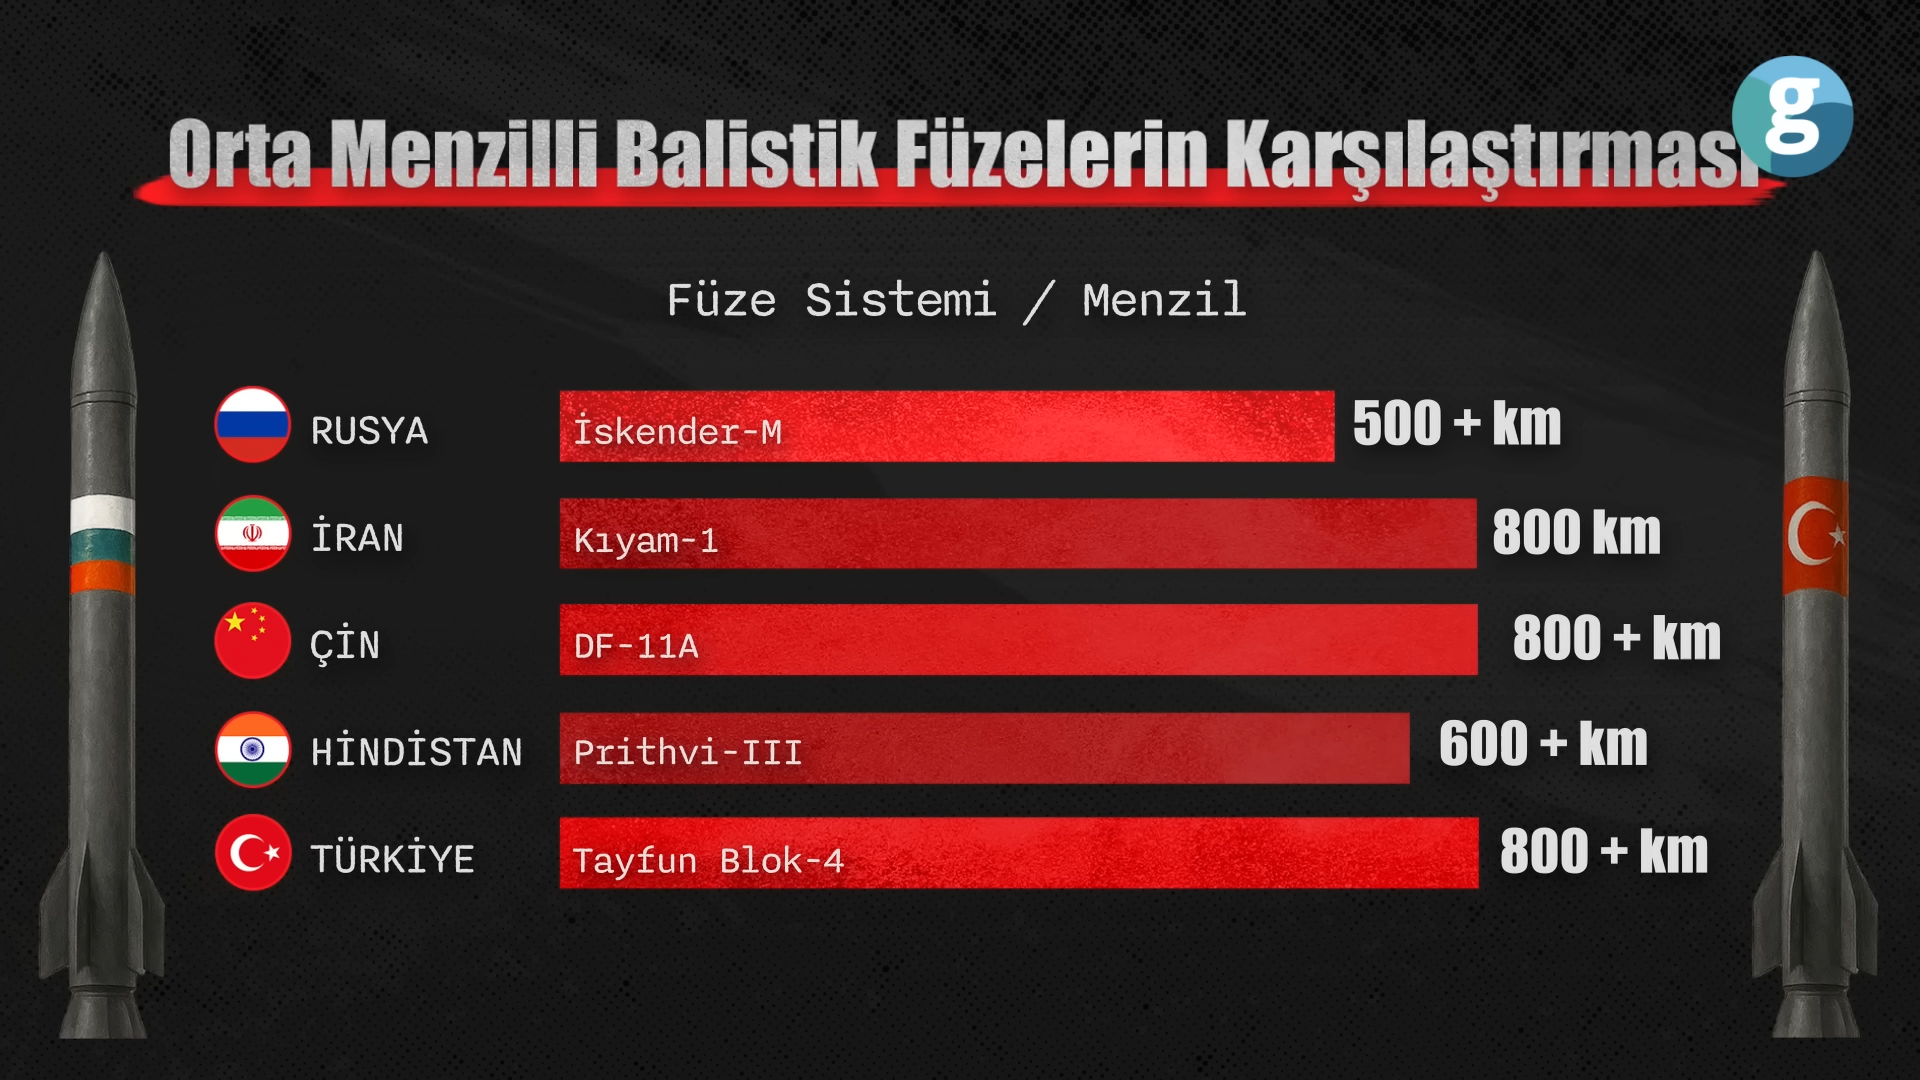 Orta Menzilli Balistik Füzelerin Karşılaştırması
g
Füze Sistemi / Menzil
RUSYA İskender-M 500 + km
İRAN Kıyam-1 800 km
ÇİN DF-11A 800 + km
HİNDİSTAN Prithvi-III 600 + km
TÜRKİYE Tayfun Blok-4 800 + km